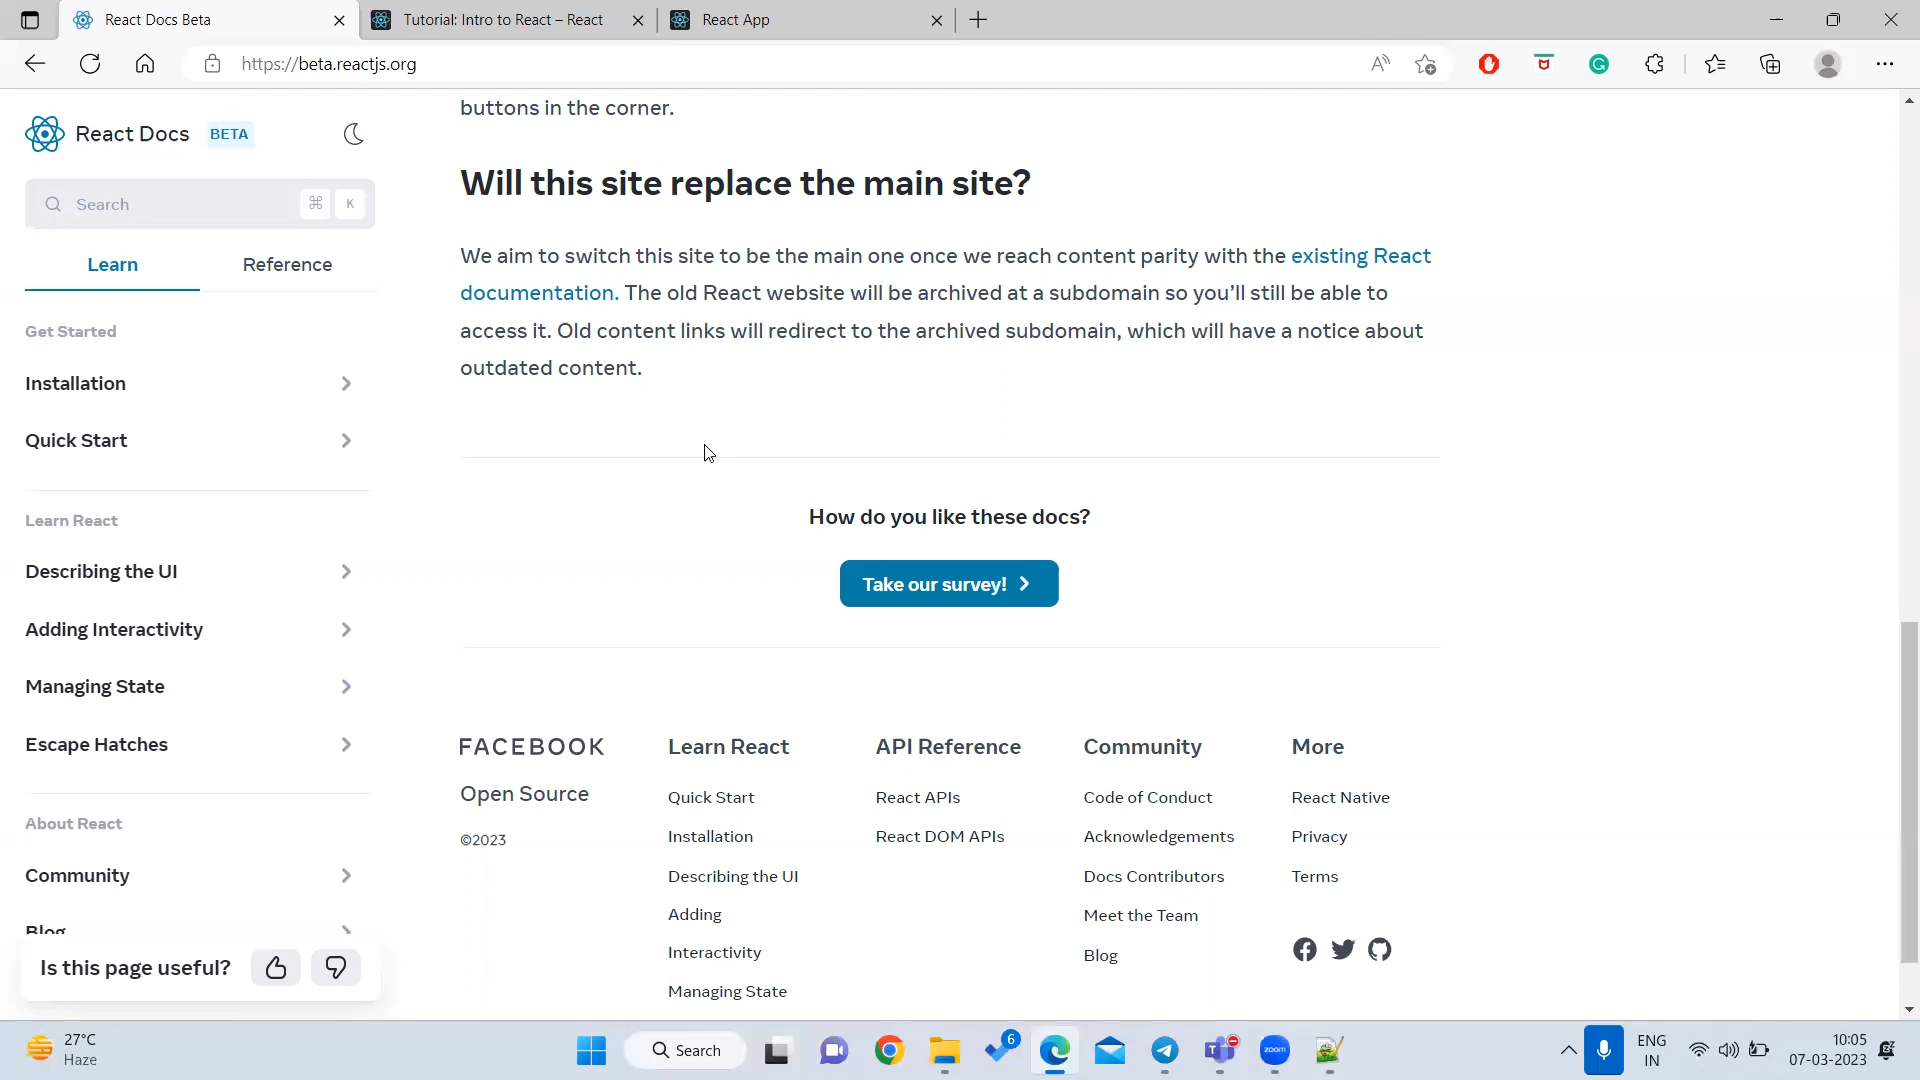 React Docs Beta
Tutorial: Intro to React – React
React App
https://beta.reactjs.org
React Docs BETA
Search ⌘ K
Learn Reference
Get Started
Installation
Quick Start
Learn React
Describing the UI
Adding Interactivity
Managing State
Escape Hatches
About React
Community
Blog
Is this page useful?
buttons in the corner.
Will this site replace the main site?
We aim to switch this site to be the main one once we reach content parity with the existing React
documentation. The old React website will be archived at a subdomain so you’ll still be able to
access it. Old content links will redirect to the archived subdomain, which will have a notice about
outdated content.
How do you like these docs?
Take our survey!
FACEBOOK
Open Source
©2023
Learn React
Quick Start
Installation
Describing the UI
Adding
Interactivity
Managing State
API Reference
React APIs
React DOM APIs
Community
Code of Conduct
Acknowledgements
Docs Contributors
Meet the Team
Blog
More
React Native
Privacy
Terms
27°C
Haze
Search
6
zoom
ENG
IN
10:05
07-03-2023